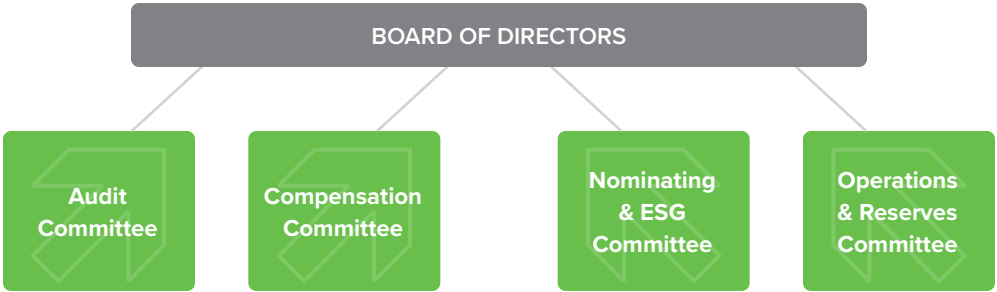 BOARD OF DIRECTORS
Audit
Committee
Compensation
Committee
Nominating
& ESG
Committee
Operations
& Reserves
Committee